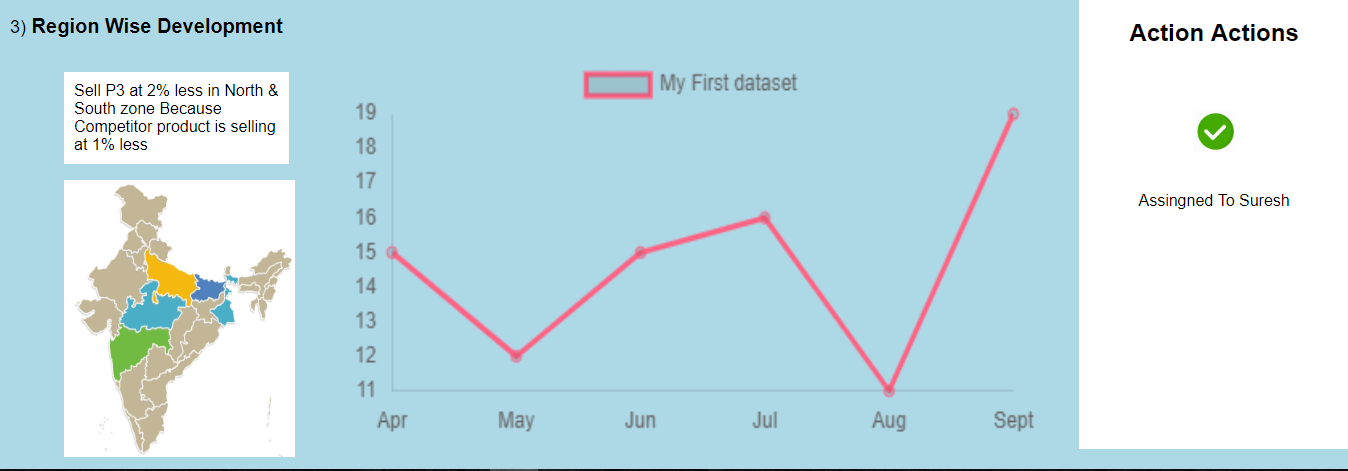 3) Region Wise Development
Sell P3 at 2% less in North &
South zone Because
Competitor product is selling
at 1% less
My First dataset
19
18
17
16
15
14
13
12
11
Apr May Jun Jul Aug Sept
Action Actions
Assingned To Suresh